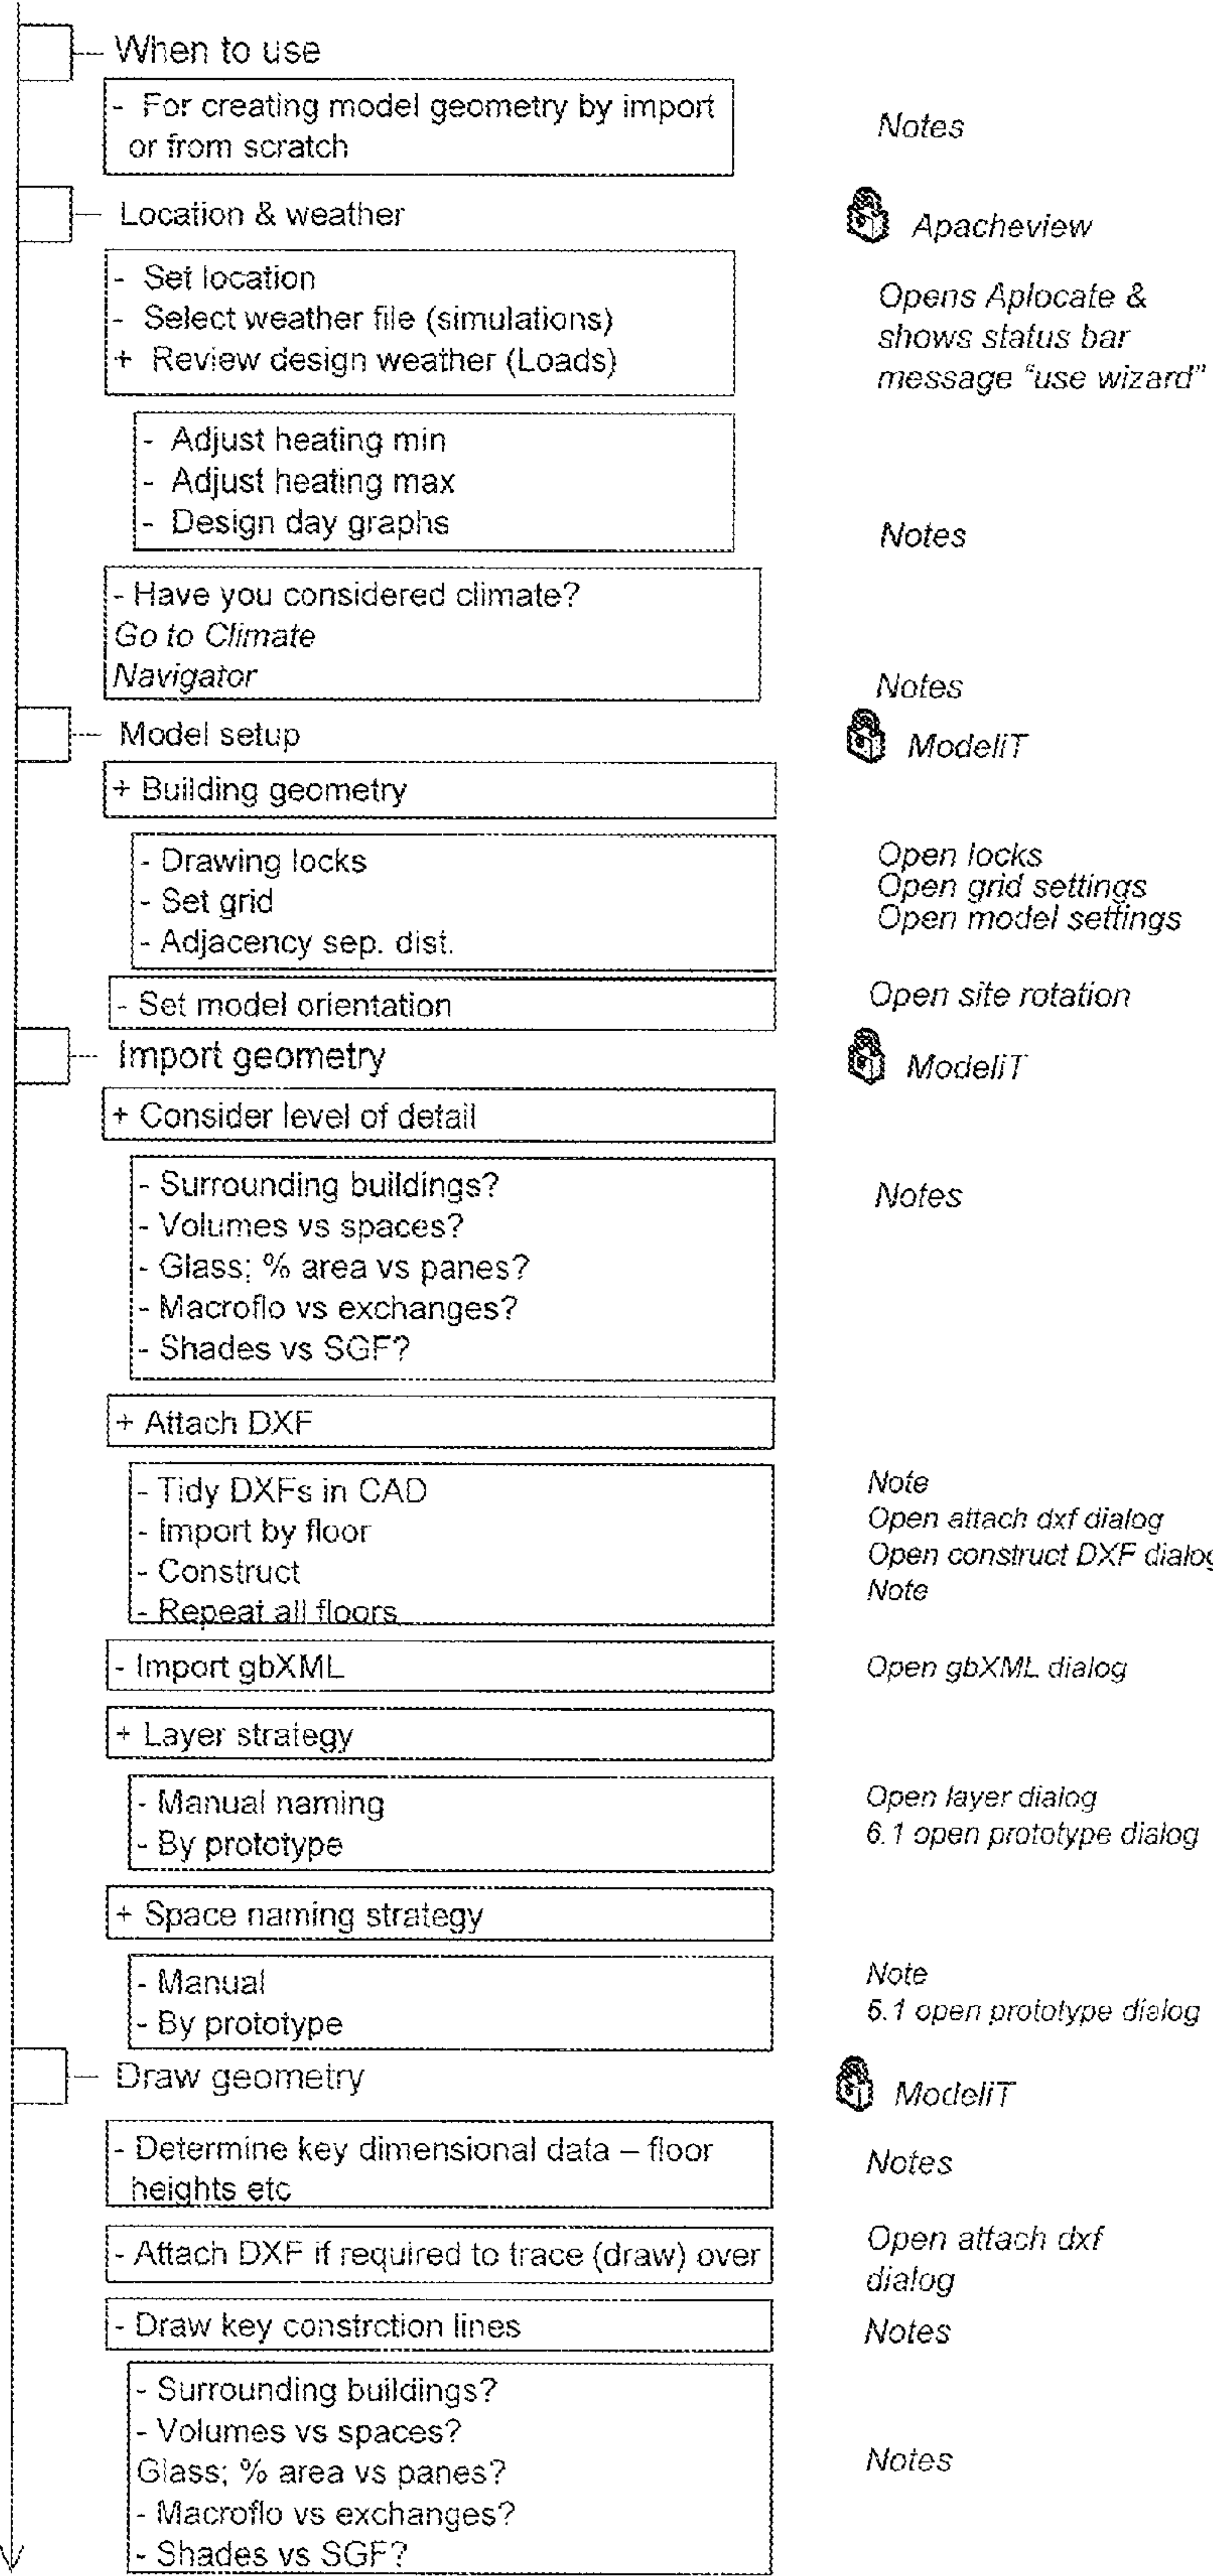 When to use
- For creating model geometry by import
or from scratch
Notes
Location & weather
Apacheview
- Set location
- Select weather file (simulations)
+ Review design weather (Loads)
Opens Aplocate &
shows status bar
message "use wizard"
- Adjust heating min
- Adjust heating max
- Design day graphs
Notes
- Have you considered climate?
Go to Climate
Navigator
Notes
Model setup
ModeliT
+ Building geometry
- Drawing locks
- Set grid
- Adjacency sep. dist.
Open locks
Open grid settings
Open model settings
- Set model orientation
Open site rotation
Import geometry
ModeliT
+ Consider level of detail
- Surrounding buildings?
- Volumes vs spaces?
- Glass; % area vs panes?
- Macroflo vs exchanges?
- Shades vs SGF?
Notes
+ Attach DXF
- Tidy DXFs in CAD
- Import by floor
- Construct
- Repeat all floors
Note
Open attach dxf dialog
Open construct DXF dialog
Note
- Import gbXML
Open gbXML dialog
+ Layer strategy
- Manual naming
- By prototype
Open layer dialog
6.1 open prototype dialog
+ Space naming strategy
- Manual
- By prototype
Note
6.1 open prototype dialog
Draw geometry
ModeliT
- Determine key dimensional data – floor
heights etc
Notes
- Attach DXF if required to trace (draw) over
Open attach dxf
dialog
- Draw key constrction lines
Notes
- Surrounding buildings?
- Volumes vs spaces?
Glass; % area vs panes?
- Macroflo vs exchanges?
- Shades vs SGF?
Notes